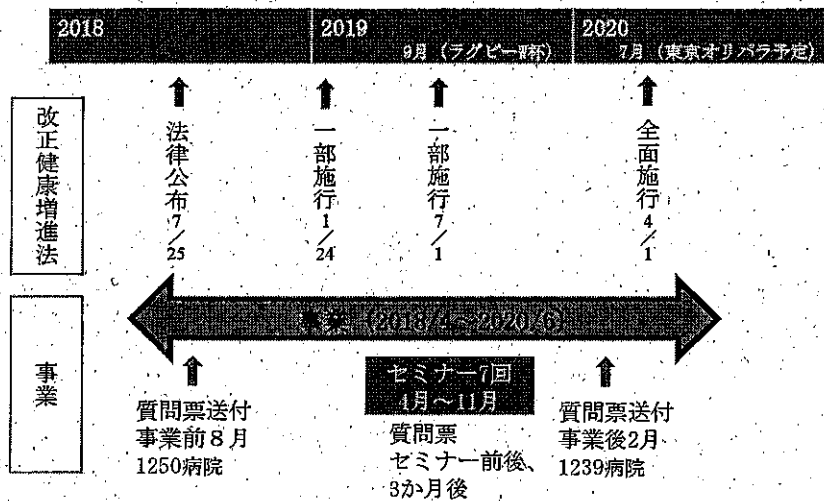 2018
2019
9月（ラグビーW杯）
2020
7月（東京オリパラ予定）
改正健康増進法
法律公布7/25
一部施行1/24
一部施行7/1
全面施行4/1
事業（2018/4～2020/6）
事業
質問票送付
事業前８月
1250病院
セミナー7回
4月～11月
質問票
セミナー前後、
3か月後
質問票送付
事業後2月
1239病院